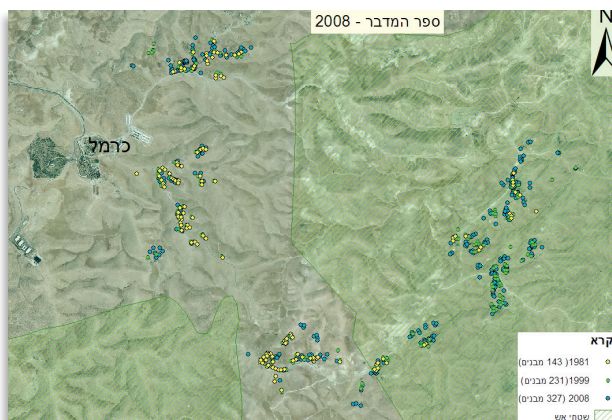 ספר המדבר - 2008
N
כרמל
קרא
1981 (143 מבנים)
1999 (231 מבנים)
2008 (327 מבנים)
שטחי אש